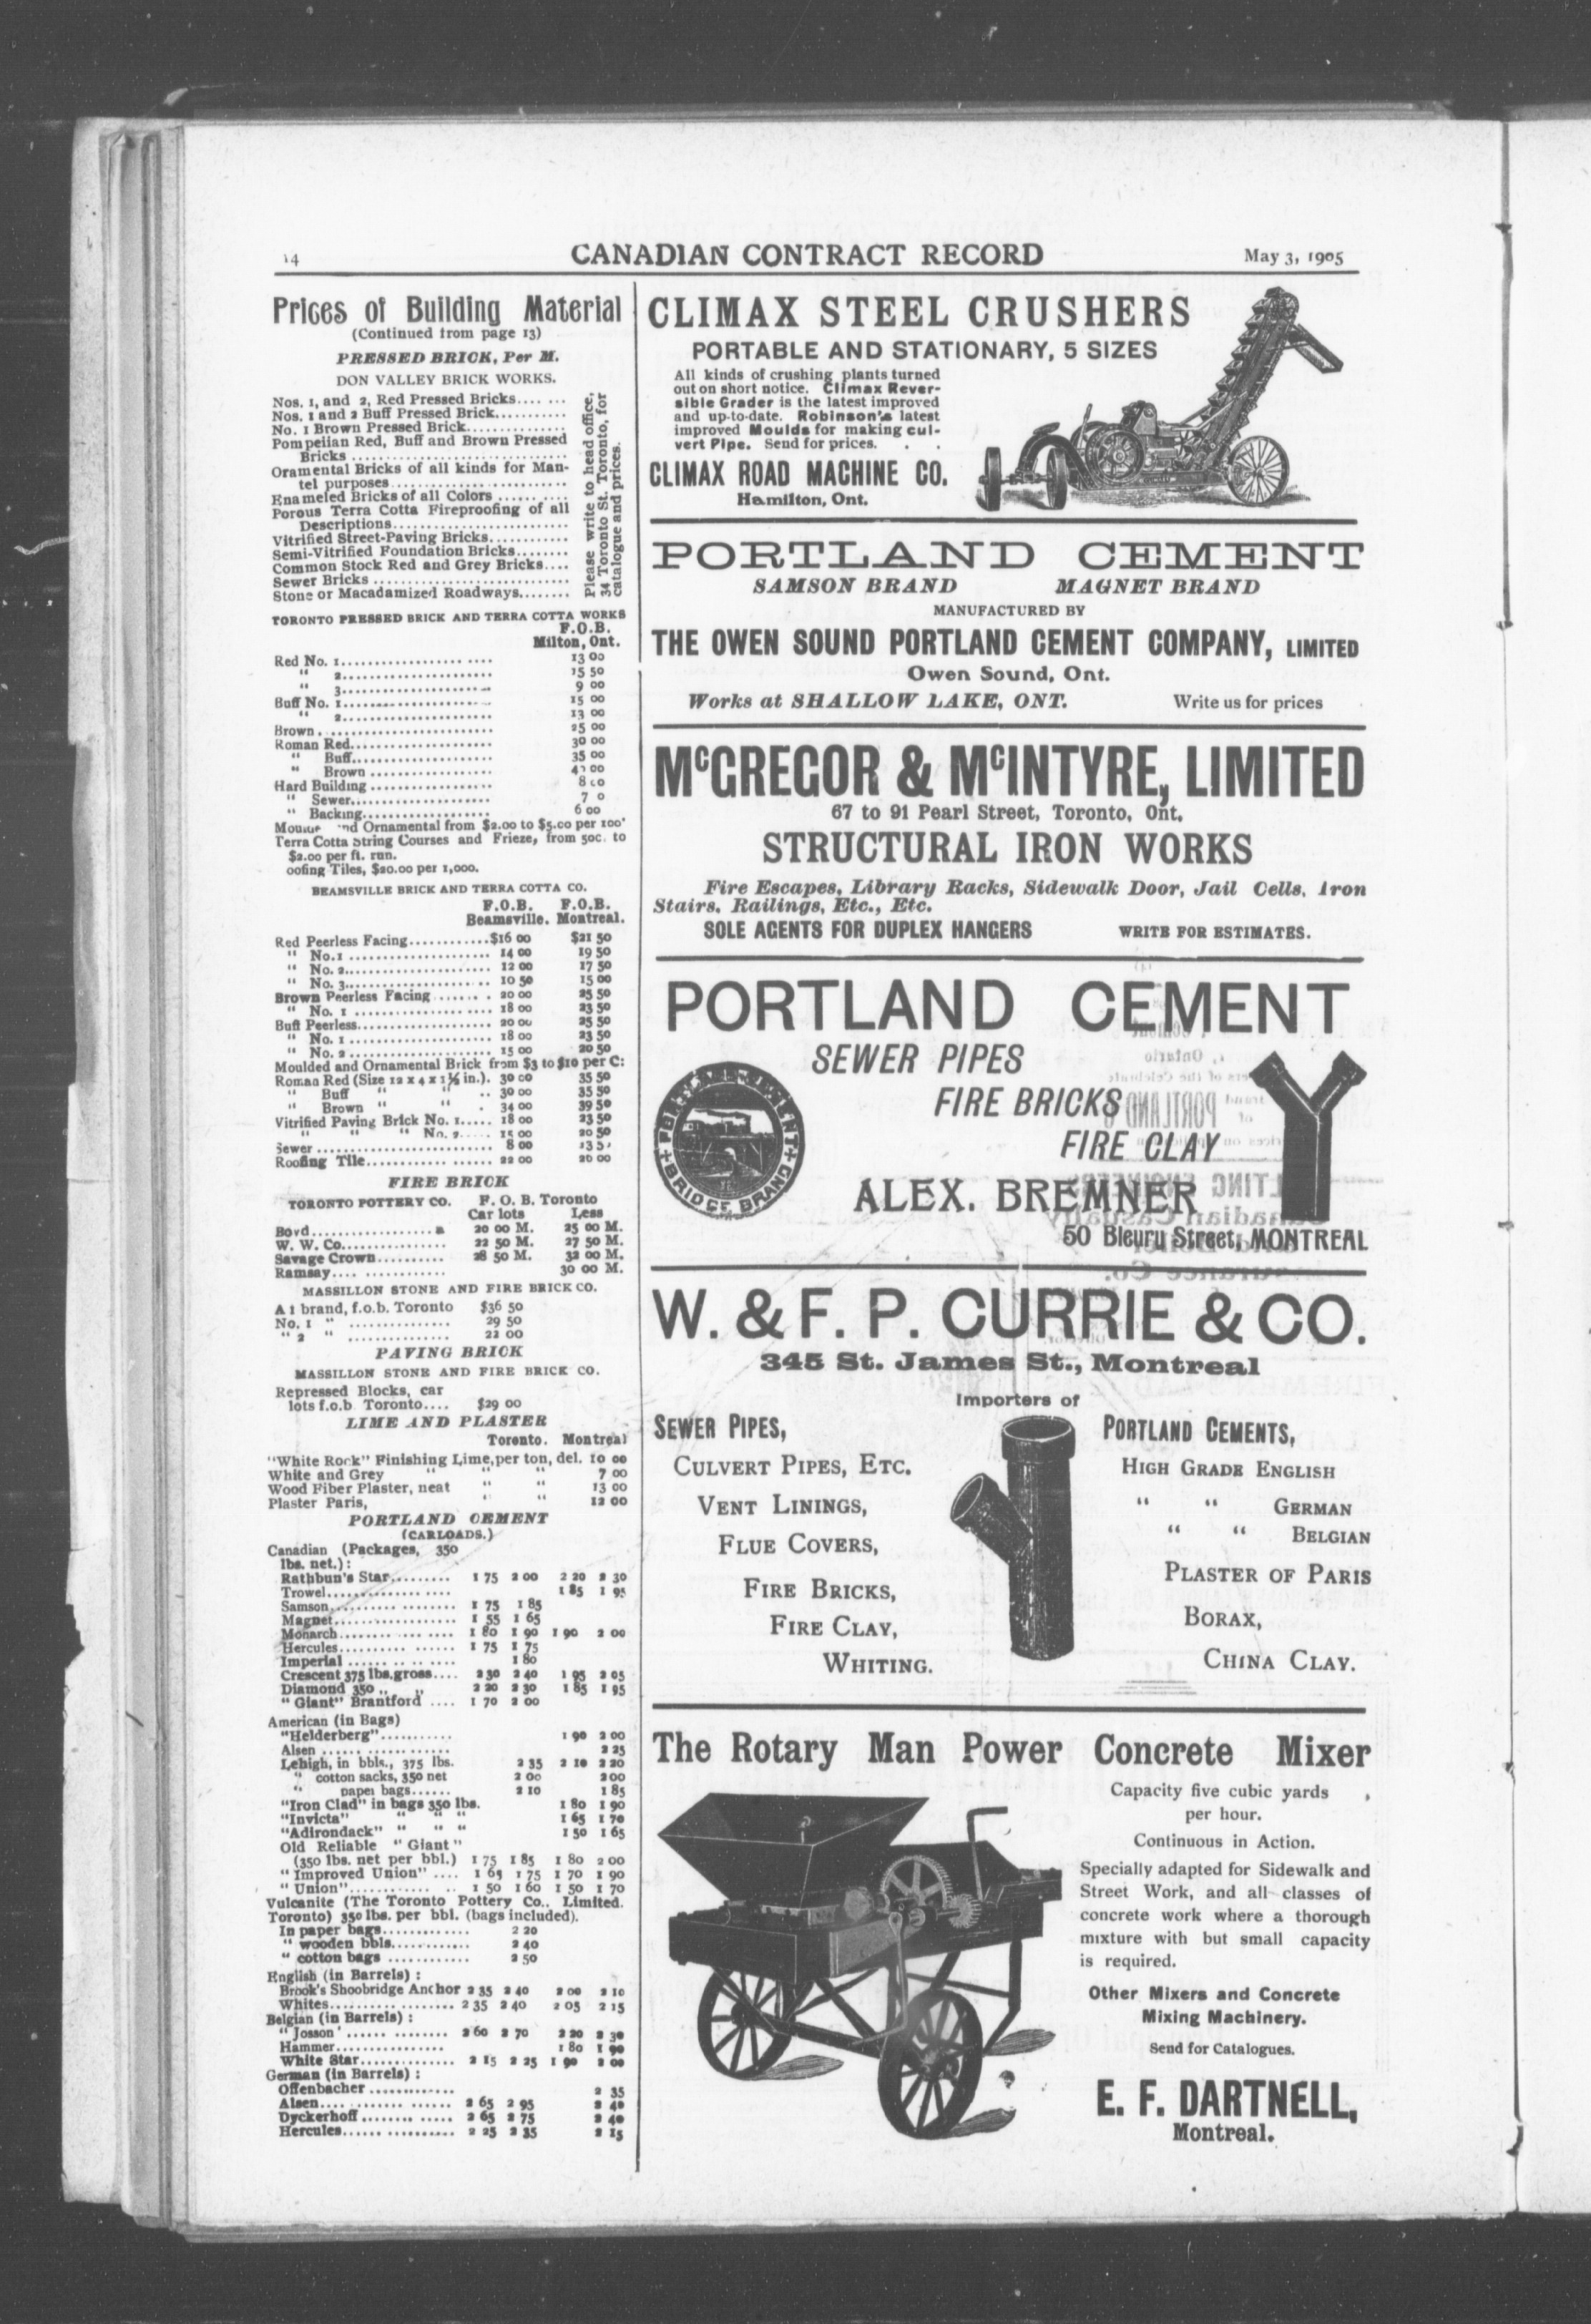 14
CANADIAN CONTRACT RECORD
May 3, 1905
Prices of Building Material
(Continued from page 13)
PRESSED BRICK, Per M.
DON VALLEY BRICK WORKS.
Nos. 1, and 2, Red Pressed Bricks.... ...
Nos. 1 and 2 Buff Pressed Brick...........
No. 1 Brown Pressed Brick...............
Pompeiian Red, Buff and Brown Pressed
Bricks ..................................
Oramental Bricks of all kinds for Man-
tel purposes...........................
Enameled Bricks of all Colors ...... ....
Porous Terra Cotta Fireproofing of all
Descriptions...........................
Vitrified Street-Paving Bricks............
Semi-Vitrified Foundation Bricks........
Common Stock Red and Grey Bricks....
Sewer Bricks ..............................
Stone or Macadamized Roadways........
Please write to head office,
34 Toronto St. Toronto, for
catalogue and prices.
TORONTO PRESSED BRICK AND TERRA COTTA WORKS
F.O.B.
Milton, Ont.
Red No. 1.................. .... 13 00
" 2....................... 15 50
" 3....................... 9 00
Buff No. 1....................... 15 00
" 2....................... 13 00
Brown........................... 25 00
Roman Red...................... 30 00
" Buff..................... 35 00
" Brown ..................
Hard Building ...................
" Sewer.....................
" Backing................... 6 00
and Ornamental from $2.00 to $5.00 per 100'
Terra Cotta String Courses and Frieze, from 50c. to
$2.00 per ft. run.
oofing Tiles, $20.00 per 1,000.
BEAMSVILLE BRICK AND TERRA COTTA CO.
F.O.B. F.O.B.
Beamsville. Montreal.
Red Peerless Facing............$16 00 $21 50
" No.1 ..................... 14 00 19 50
" No. 2...................... 12 00 17 50
" No. 3...................... 10 50 15 00
Brown Peerless Facing ....... . 20 00 25 50
" No. 1 .................... 18 00 23 50
Buff Peerless.................... 20 00 25 50
" No. 1 ..................... 18 00 23 50
" No. 2 ..................... 15 00 20 50
Moulded and Ornamental Brick from $3 to $10 per C:
Roman Red (Size 12 x 4 x 1½ in.). 30 00 35 50
" Buff " " .. 30 00 35 50
" Brown " " . 34 00 39 50
Vitrified Paving Brick No. 1..... 18 00 23 50
" " " No. 2..... 15 00 20 50
Sewer .......................... 8 00
Roofing Tile............ ...... 22 00
FIRE BRICK
TORONTO POTTERY CO. F. O. B. Toronto
Car lots Less
Boyd................... 20 00 M. 25 00 M.
W. W. Co................ 22 50 M. 27 50 M.
Savage Crown.......... 28 50 M. 32 00 M.
Ramsay.... ............ 30 00 M.
MASSILLON STONE AND FIRE BRICK CO.
A 1 brand, f.o.b. Toronto $36 50
No. 1 " ............... 29 50
" 2 " ............... 22 00
PAVING BRICK
MASSILLON STONE AND FIRE BRICK CO.
Repressed Blocks, car
lots f.o.b Toronto.... $29 00
LIME AND PLASTER
Toronto. Montreal
"White Rock" Finishing Lime, per ton, del. 10 00
White and Grey " " " 7 00
Wood Fiber Plaster, neat " " 13 00
Plaster Paris, " " 12 00
PORTLAND CEMENT
(CARLOADS.)
Canadian (Packages, 350
lbs. net.):
Rathbun's Star......... 1 75 2 00 2 20 2 30
Trowel.................. 1 85 1 95
Samson.................. 1 75 1 85
Magnet.................. 1 55 1 65
Monarch................. 1 80 1 90 1 90 2 00
Hercules................ 1 75 1 75
Imperial ................ 1 80
Crescent 375 lbs.gross.... 2 30 2 40 1 95 2 05
Diamond 350 " " 2 20 2 30 1 85 1 95
"Giant" Brantford .... 1 70 2 00
American (in Bags)
"Helderberg"........... 1 90 2 00
Alsen ................... 2 25
Lehigh, in bbls., 375 lbs. 2 35 2 10 2 20
" cotton sacks, 350 net 2 00 2 00
" paper bags...... 2 10 1 85
"Iron Clad" in bags 350 lbs. 1 80 1 90
"Invicta" " " " 1 65 1 70
"Adirondack" " " " 1 50 1 65
Old Reliable "Giant"
(350 lbs. net per bbl.) 1 75 1 85 1 80 2 00
"Improved Union" .... 1 65 1 75 1 70 1 90
"Union"............ .. 1 50 1 60 1 50 1 70
Vulcanite (The Toronto Pottery Co., Limited.
Toronto) 350 lbs. per bbl. (bags included).
In paper bags............. 2 20
" wooden bbls............ 2 40
" cotton bags ............ 2 50
English (in Barrels) :
Brook's Shoobridge Anchor 2 35 2 40 2 00 2 10
Whites................... 2 35 2 40 2 05 2 15
Belgian (in Barrels) :
"Josson' ...... ........ 2 60 2 70 2 20 2 30
Hammer................ 1 80 1 90
White Star.............. 2 15 2 25 1 90 2 00
German (in Barrels) :
Offenbacher ............. 2 35
Alsen.................... 2 65 2 95 2 40
Dyckerhoff ............. 2 65 2 75 2 40
Hercules................ 2 25 2 35 2 15
CLIMAX STEEL CRUSHERS
PORTABLE AND STATIONARY, 5 SIZES
All kinds of crushing plants turned
out on short notice. Climax Rever-
sible Grader is the latest improved
and up-to-date. Robinson's latest
improved Moulds for making cul-
vert Pipe. Send for prices. . .
CLIMAX ROAD MACHINE CO.
Hamilton, Ont.
PORTLAND CEMENT
SAMSON BRAND MAGNET BRAND
MANUFACTURED BY
THE OWEN SOUND PORTLAND CEMENT COMPANY, LIMITED
Owen Sound, Ont.
Works at SHALLOW LAKE, ONT. Write us for prices
McGREGOR & McINTYRE, LIMITED
67 to 91 Pearl Street, Toronto, Ont.
STRUCTURAL IRON WORKS
Fire Escapes, Library Racks, Sidewalk Door, Jail Cells, Iron
Stairs, Railings, Etc., Etc.
SOLE AGENTS FOR DUPLEX HANGERS WRITE FOR ESTIMATES.
PORTLAND CEMENT
SEWER PIPES
FIRE BRICKS
FIRE CLAY
BRIDGE BRAND
ALEX. BREMNER
50 Bleury Street, MONTREAL
W. & F. P. CURRIE & CO.
345 St. James St., Montreal
Importers of
SEWER PIPES,
CULVERT PIPES, ETC.
VENT LININGS,
FLUE COVERS,
FIRE BRICKS,
FIRE CLAY,
WHITING.
PORTLAND CEMENTS,
HIGH GRADE ENGLISH
" " GERMAN
" " BELGIAN
PLASTER OF PARIS
BORAX,
CHINA CLAY.
The Rotary Man Power Concrete Mixer
Capacity five cubic yards
per hour.
Continuous in Action.
Specially adapted for Sidewalk and
Street Work, and all classes of
concrete work where a thorough
mixture with but small capacity
is required.
Other Mixers and Concrete
Mixing Machinery.
Send for Catalogues.
E. F. DARTNELL,
Montreal.